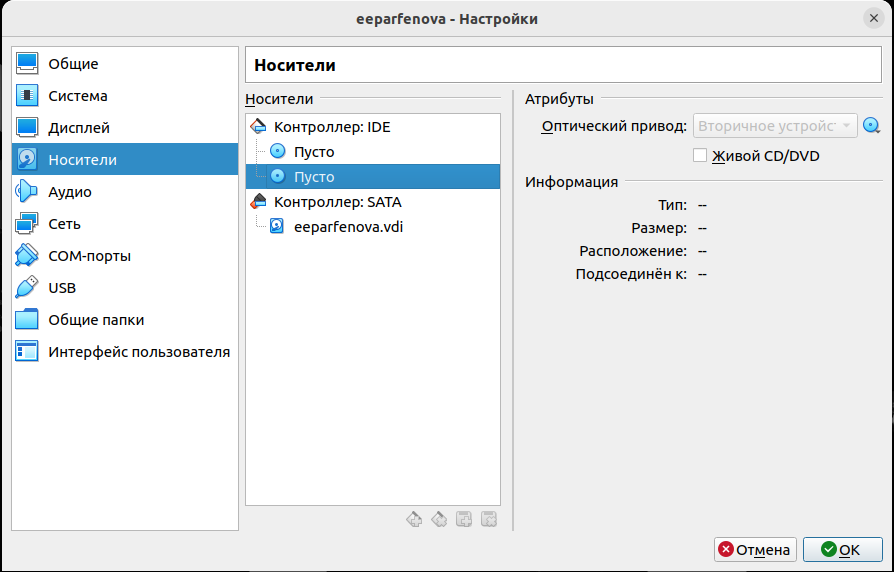 eeparfenova - Настройки
Общие
Система
Дисплей
Носители
Аудио
Сеть
COM-порты
USB
Общие папки
Интерфейс пользователя
Носители
Носители
Контроллер: IDE
Пусто
Пусто
Контроллер: SATA
eeparfenova.vdi
Атрибуты
Оптический привод: Вторичное устройс
Живой CD/DVD
Информация
Тип: --
Размер: --
Расположение: --
Подсоединён к: --
Отмена
OK